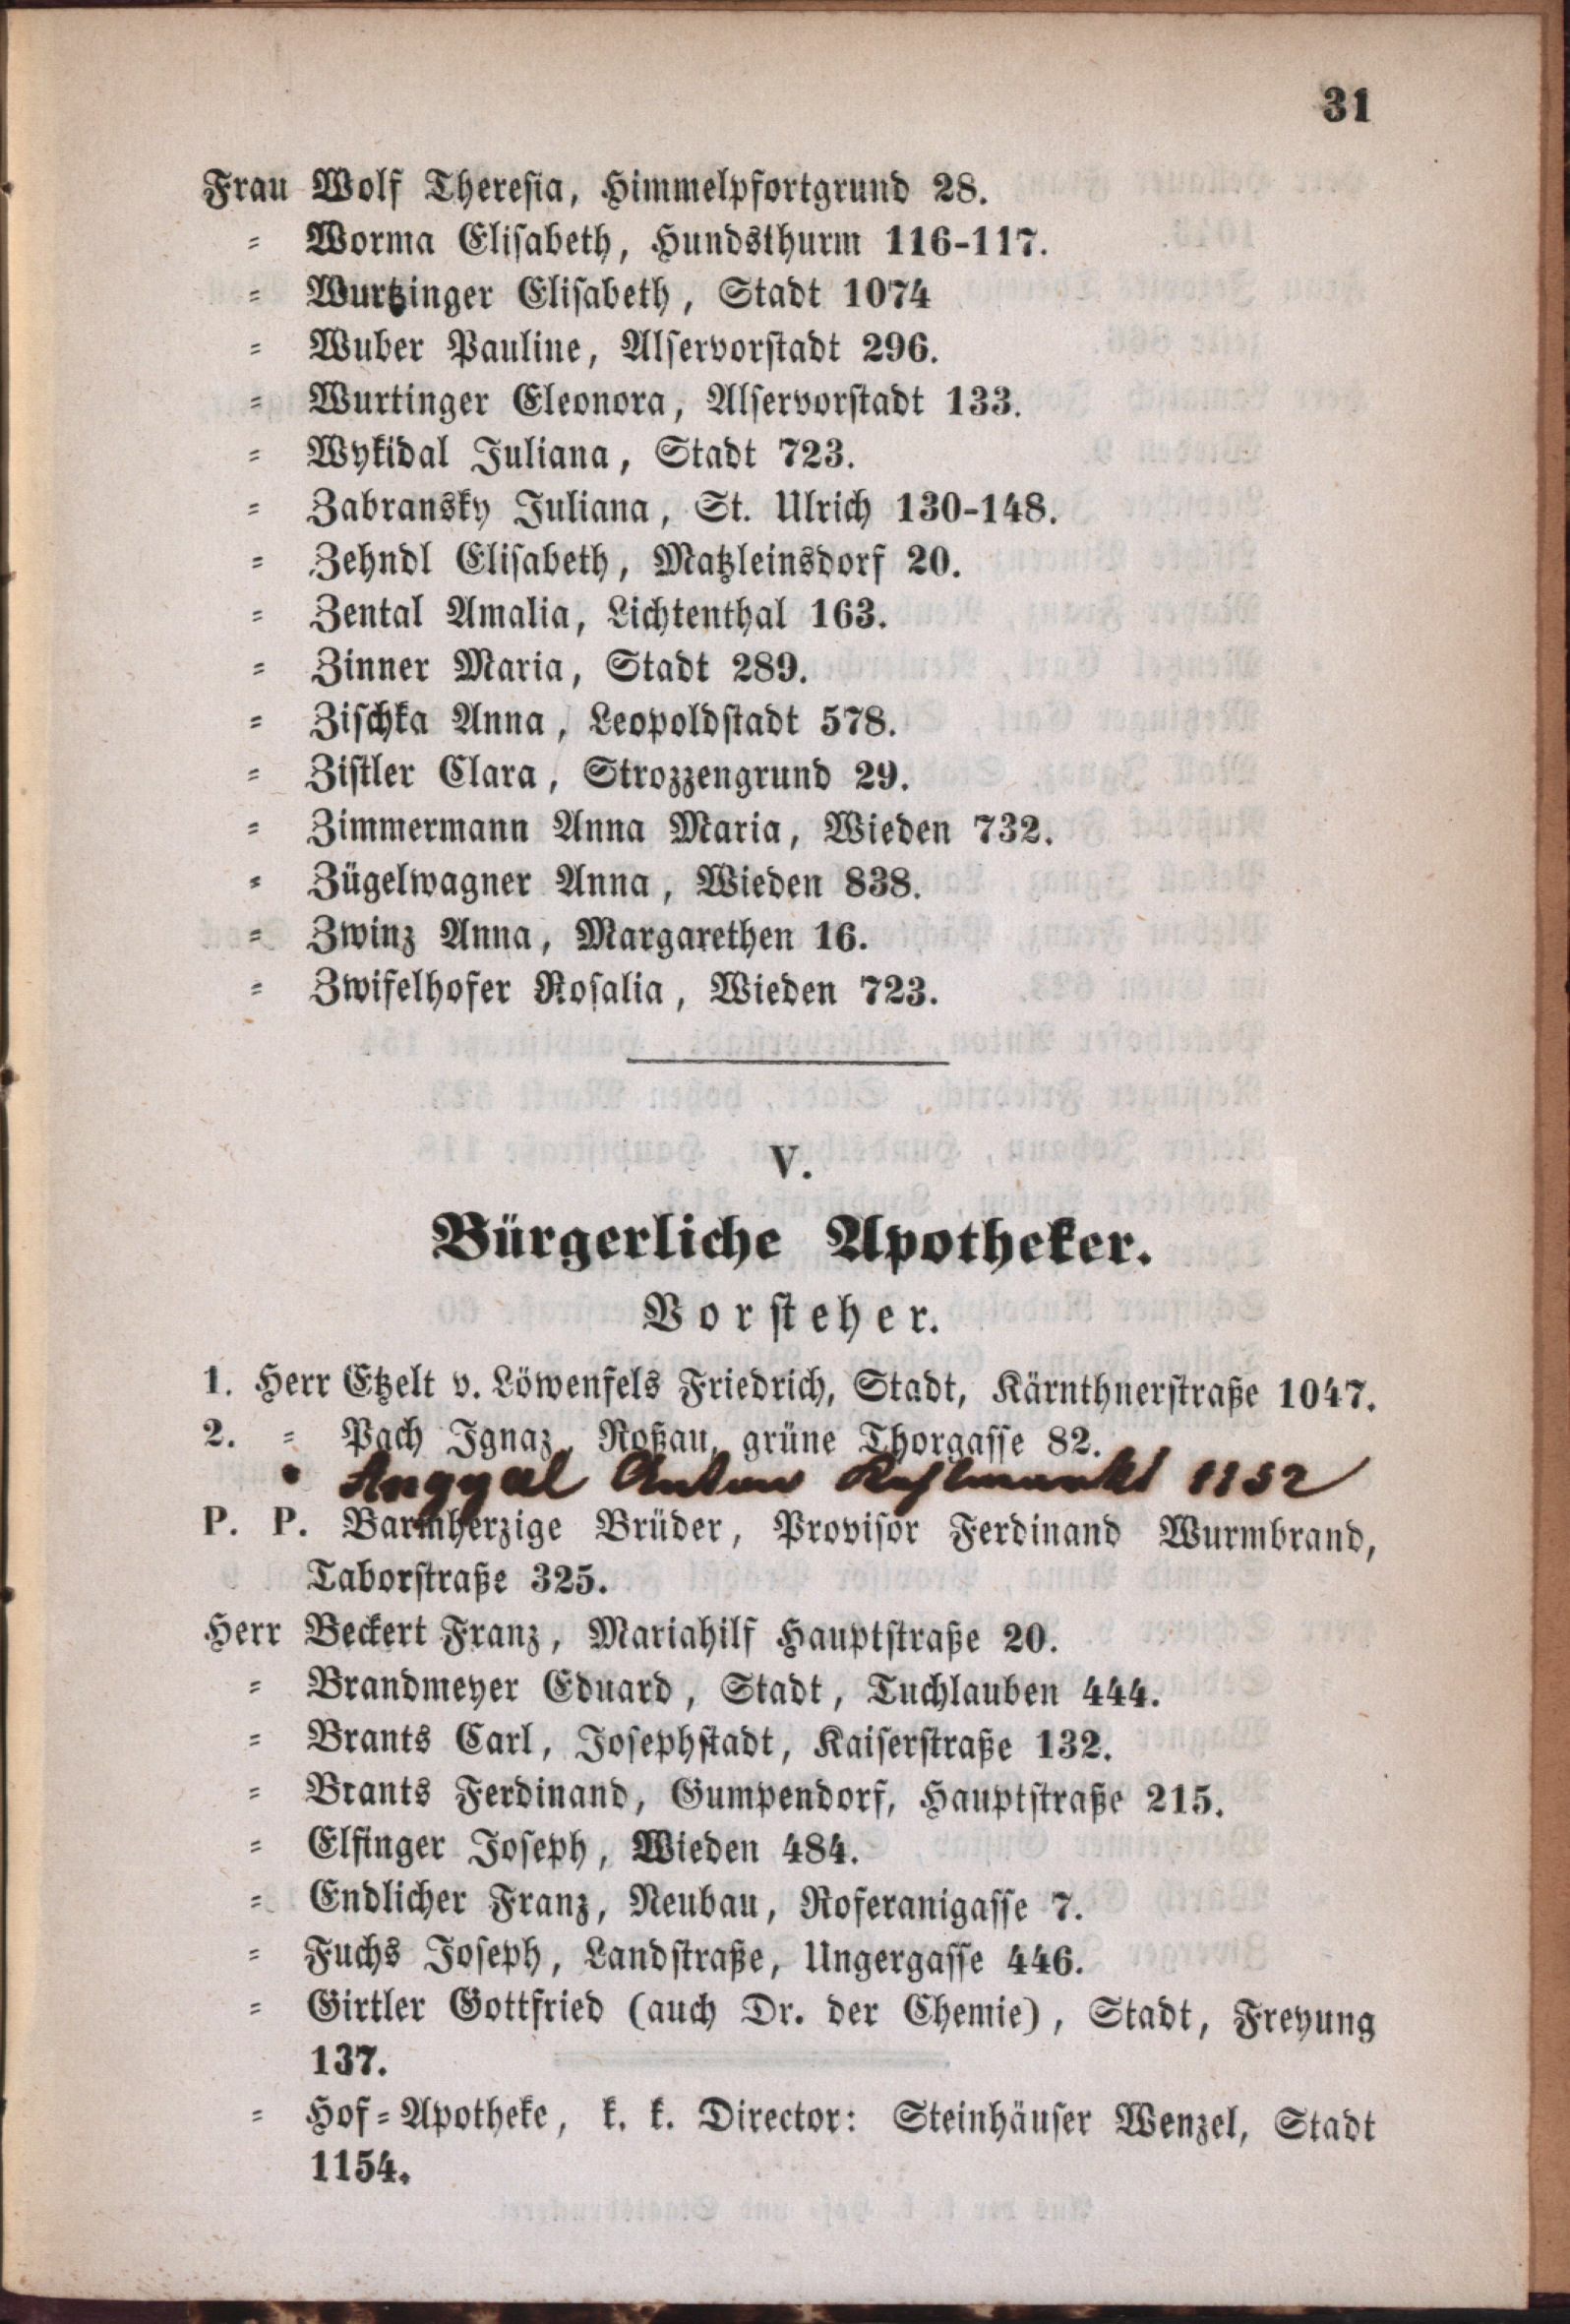 31
Frau Wolf Theresia, Himmelpfortgrund 28.
= Worma Elisabeth, Hundsthurm 116-117.
= Wurtzinger Elisabeth, Stadt 1074
= Wuber Pauline, Alservorstadt 296.
= Wurtinger Eleonora, Alservorstadt 133.
= Wykidal Juliana, Stadt 723.
= Zabransky Juliana, St. Ulrich 130-148.
= Zehndl Elisabeth, Matzleinsdorf 20.
= Zental Amalia, Lichtenthal 163.
= Zinner Maria, Stadt 289.
= Zischka Anna, Leopoldstadt 578.
= Zistler Clara, Strozzengrund 29.
= Zimmermann Anna Maria, Wieden 732.
= Zügelwagner Anna, Wieden 838.
= Zwinz Anna, Margarethen 16.
= Zwifelhofer Rosalia, Wieden 723.
V.
Bürgerliche Apotheker.
Vorsteher.
1. Herr Etzelt v. Löwenfels Friedrich, Stadt, Kärnthnerstraße 1047.
2. = Pach Ignaz, Roßau, grüne Thorgasse 82.
Anggal Anton 1152
P. P. Barmherzige Brüder, Provisor Ferdinand Wurmbrand,
Taborstraße 325.
Herr Beckert Franz, Mariahilf Hauptstraße 20.
= Brandmeyer Eduard, Stadt, Tuchlauben 444.
= Brants Carl, Josephstadt, Kaiserstraße 132.
= Brants Ferdinand, Gumpendorf, Hauptstraße 215.
= Elfinger Joseph, Wieden 484.
= Endlicher Franz, Neubau, Roferanigasse 7.
= Fuchs Joseph, Landstraße, Ungergasse 446.
= Girtler Gottfried (auch Dr. der Chemie), Stadt, Freyung
137.
= Hof=Apotheke, k. k. Director: Steinhäuser Wenzel, Stadt
1154.